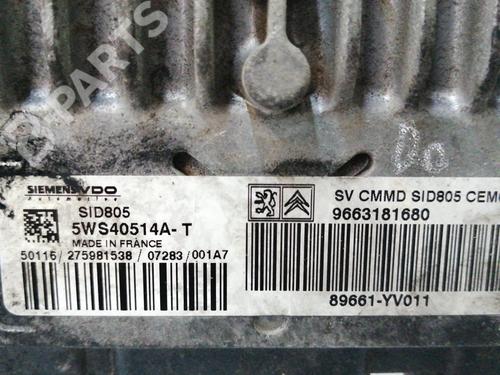 PARTS
SIEMENS VDO
Automotive
SID805
5WS40514A-T
MADE IN FRANCE
50116/275981538/07283/001A7
SV CMMD SID805 CEM
9663181680
89661-YV011